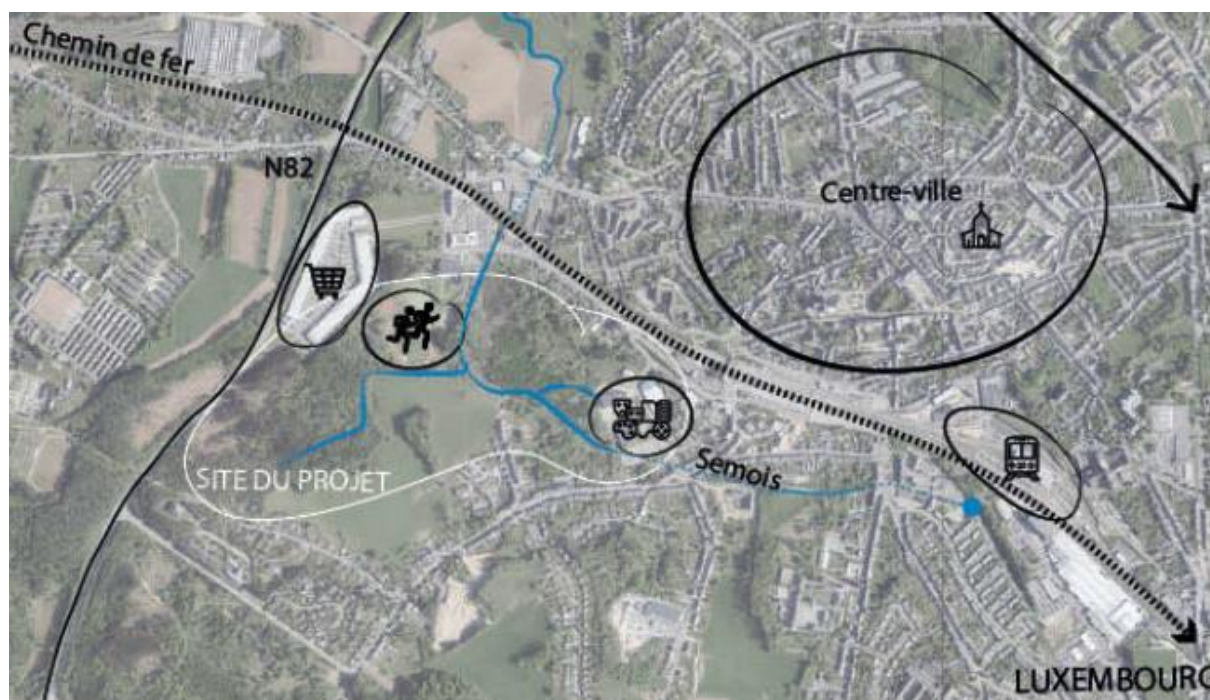 Chemin de fer
N82
Centre-ville
SITE DU PROJET
Semois
LUXEMBOURG